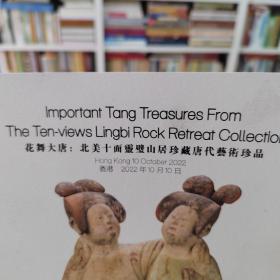 Important Tang Treasures From
The Ten-views Lingbi Rock Retreat Collection
花舞大唐：北美十面靈璧山居珍藏唐代藝術珍品
Hong Kong 10 October 2022
香港 2022年10月10日